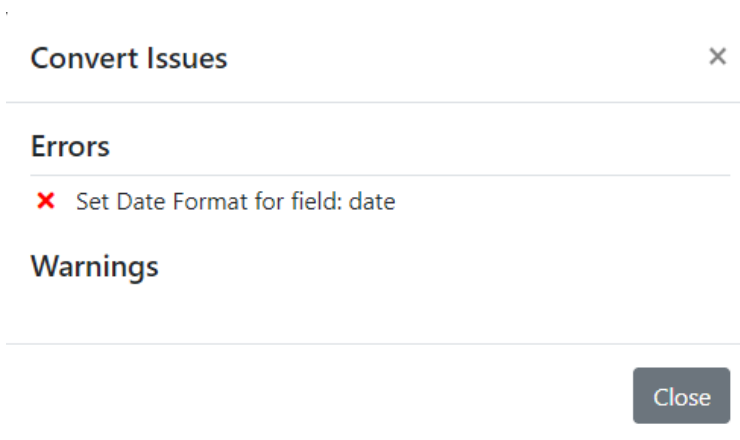 Convert Issues
Errors
Set Date Format for field: date
Warnings
Close